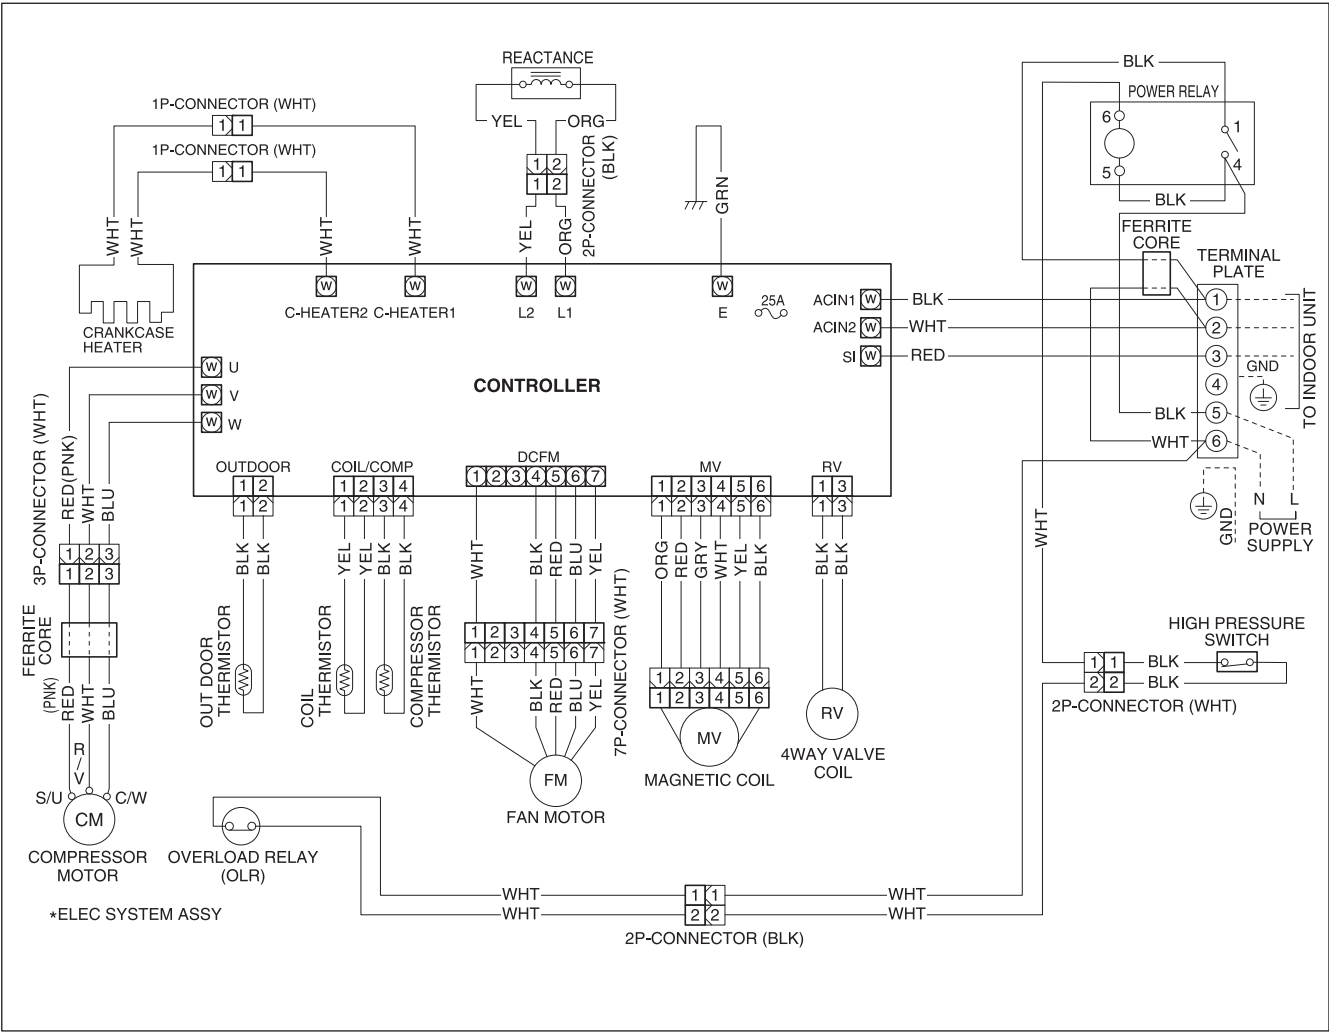 REACTANCE
YEL
ORG
1 2
1 2
2P-CONNECTOR
(BLK)
YEL
ORG
1P-CONNECTOR (WHT)
1 1
1P-CONNECTOR (WHT)
1 1
WHT
WHT
WHT
WHT
CRANKCASE
HEATER
GRN
BLK
POWER RELAY
6
5
1
4
BLK
FERRITE
CORE
TERMINAL
PLATE
W
C-HEATER2
W
C-HEATER1
W
L2
W
L1
W
E
25A
ACIN1 W BLK
ACIN2 W WHT
SI W RED
1
2
3
4
5
6
GND
TO INDOOR UNIT
BLK
WHT
GND
N L
POWER
SUPPLY
W U
W V
W W
CONTROLLER
OUTDOOR
1 2
1 2
BLK
BLK
OUT DOOR
THERMISTOR
COIL/COMP
1 2 3 4
1 2 3 4
YEL
YEL
BLK
BLK
COIL
THERMISTOR
COMPRESSOR
THERMISTOR
DCFM
1 2 3 4 5 6 7
WHT
BLK
RED
BLU
YEL
1 2 3 4 5 6 7
1 2 3 4 5 6 7
7P-CONNECTOR (WHT)
WHT
BLK
RED
BLU
YEL
FM
FAN MOTOR
MV
1 2 3 4 5 6
1 2 3 4 5 6
ORG
RED
GRY
WHT
YEL
BLK
1 2 3 4 5 6
1 2 3 4 5 6
MV
MAGNETIC COIL
RV
1 3
1 3
BLK
BLK
RV
4WAY VALVE
COIL
3P-CONNECTOR (WHT)
RED(PNK)
WHT
BLU
1 2 3
1 2 3
FERRITE
CORE
(PNK)
RED
WHT
BLU
R/V
S/U
C/W
CM
COMPRESSOR
MOTOR
OVERLOAD RELAY
(OLR)
WHT
HIGH PRESSURE
SWITCH
1 1 BLK
2 2 BLK
2P-CONNECTOR (WHT)
WHT 1 1 WHT
WHT 2 2 WHT
2P-CONNECTOR (BLK)
*ELEC SYSTEM ASSY